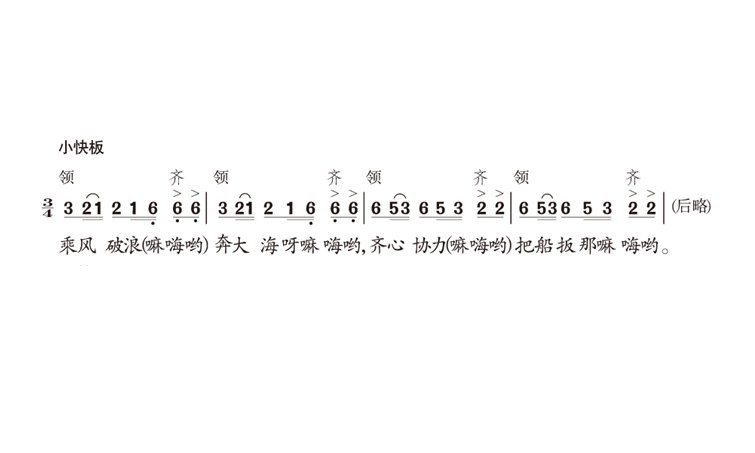 小快板
领 齐 领 齐 领 齐 领 齐
3/4 3 21 2 1 6 6 6 | 3 21 2 1 6 6 6 | 6 53 6 5 3 2 2 | 6 53 6 5 3 2 2 | (后略)
乘风 破浪(嘛嗨哟) 奔大 海呀嘛嗨哟,齐心 协力(嘛嗨哟)把船扳那嘛 嗨哟。